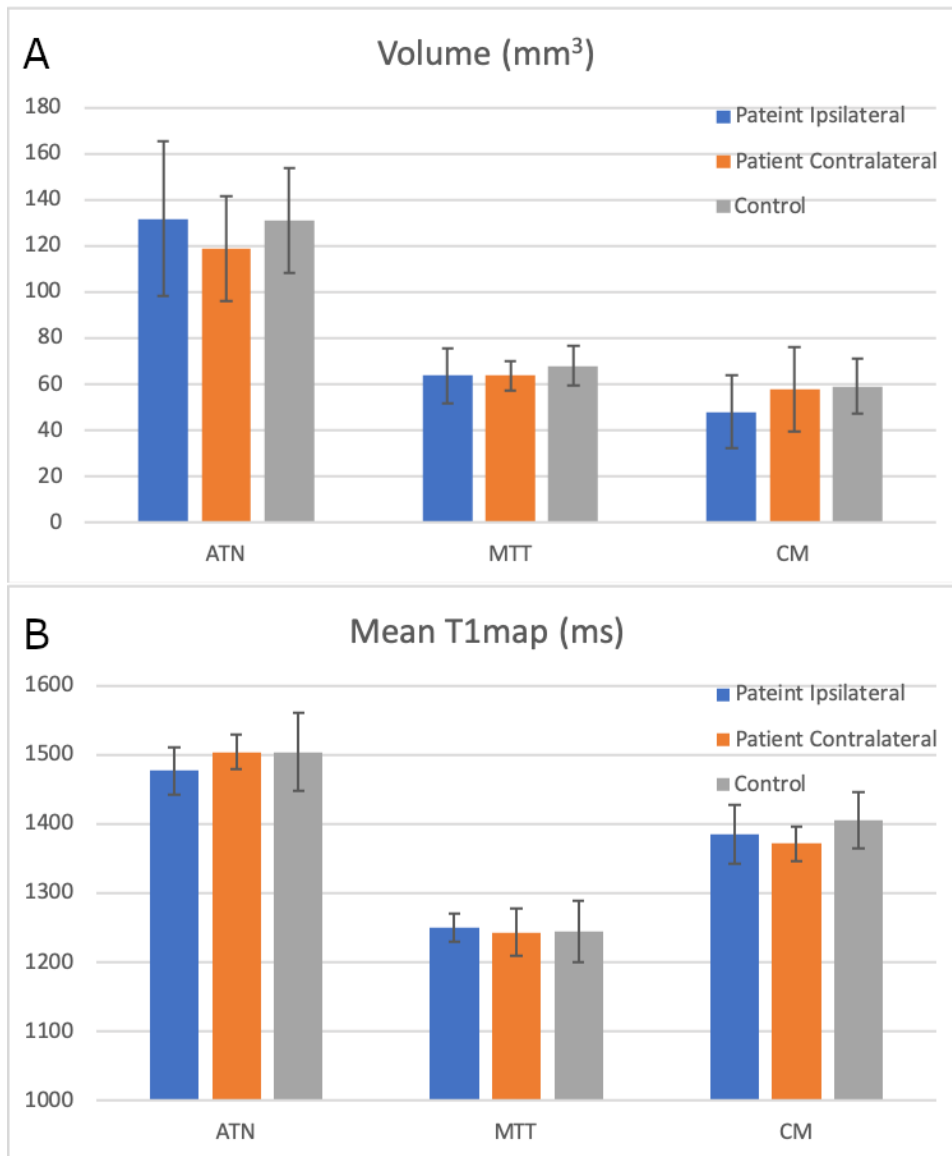 A
Volume (mm³)
180
160
140
120
100
80
60
40
20
0
Pateint Ipsilateral
Patient Contralateral
Control
ATN MTT CM
B
Mean T1map (ms)
1600
1500
1400
1300
1200
1100
1000
Pateint Ipsilateral
Patient Contralateral
Control
ATN MTT CM